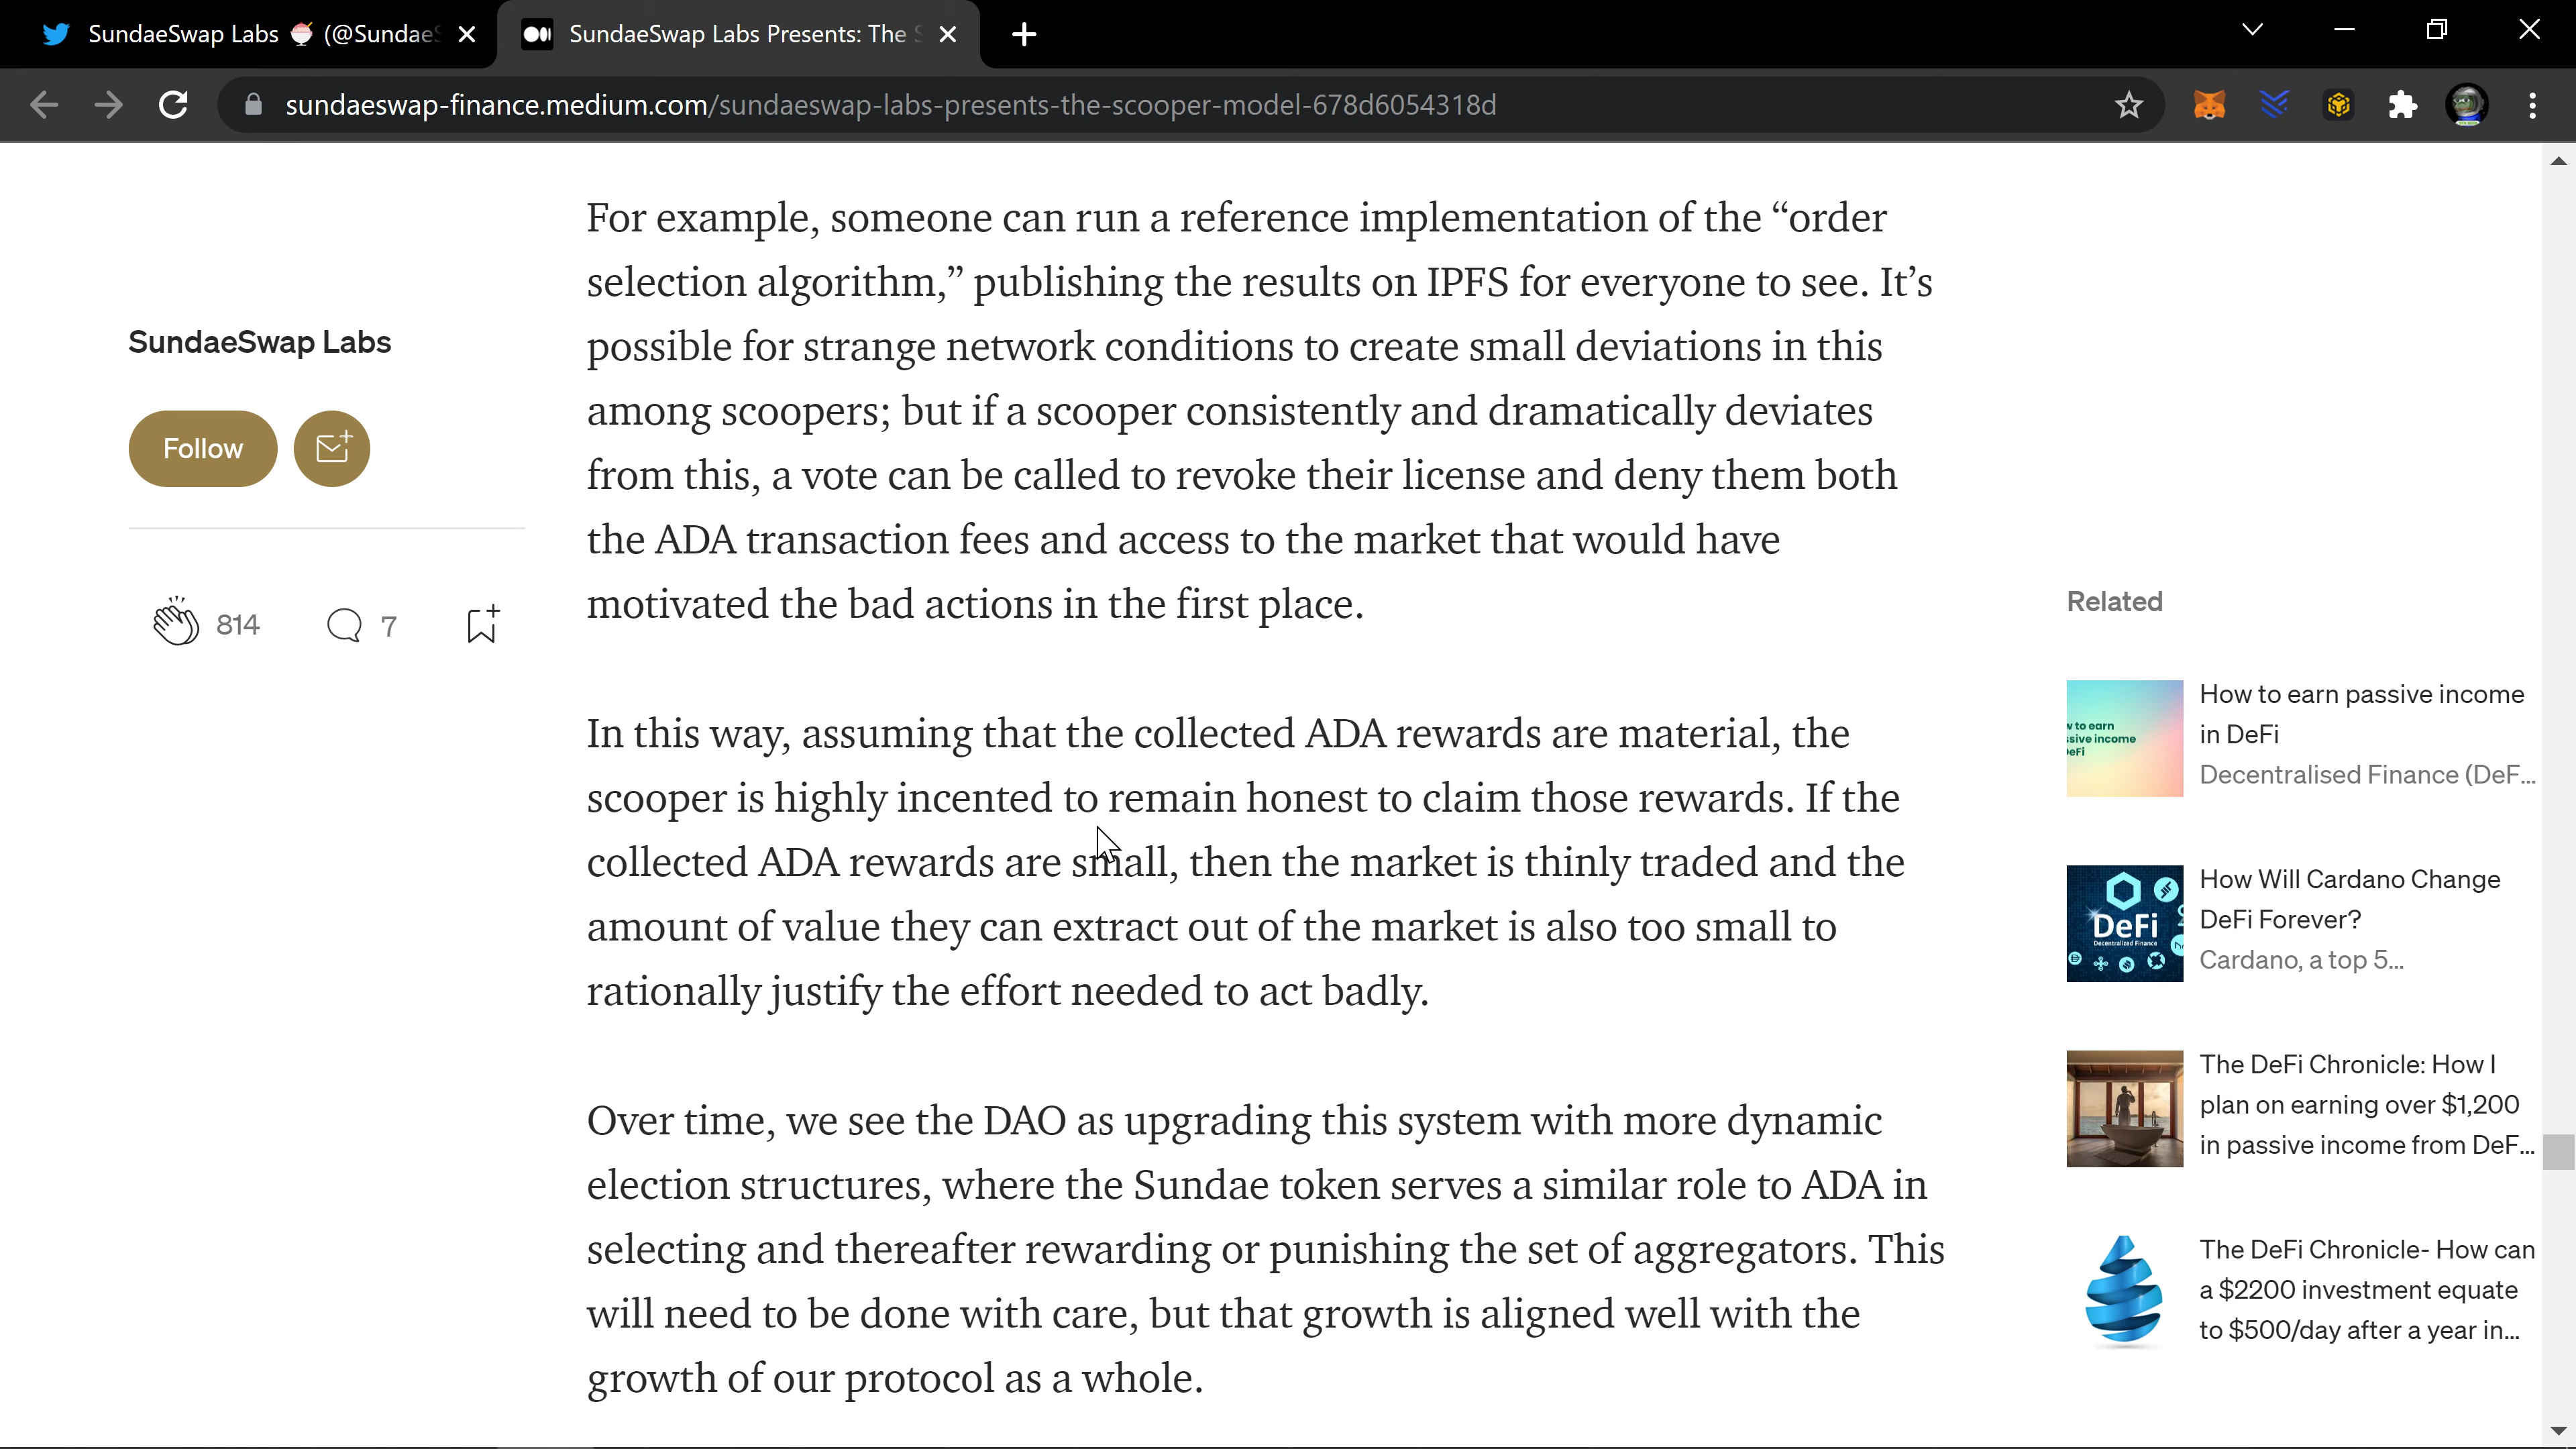 SundaeSwap Labs (@Sundae
SundaeSwap Labs Presents: The
sundaeswap-finance.medium.com/sundaeswap-labs-presents-the-scooper-model-678d6054318d
SundaeSwap Labs
Follow
814
7
For example, someone can run a reference implementation of the “order
selection algorithm,” publishing the results on IPFS for everyone to see. It’s
possible for strange network conditions to create small deviations in this
among scoopers; but if a scooper consistently and dramatically deviates
from this, a vote can be called to revoke their license and deny them both
the ADA transaction fees and access to the market that would have
motivated the bad actions in the first place.
In this way, assuming that the collected ADA rewards are material, the
scooper is highly incented to remain honest to claim those rewards. If the
collected ADA rewards are small, then the market is thinly traded and the
amount of value they can extract out of the market is also too small to
rationally justify the effort needed to act badly.
Over time, we see the DAO as upgrading this system with more dynamic
election structures, where the Sundae token serves a similar role to ADA in
selecting and thereafter rewarding or punishing the set of aggregators. This
will need to be done with care, but that growth is aligned well with the
growth of our protocol as a whole.
Related
w to earn
ssive income
DeFi
How to earn passive income
in DeFi
Decentralised Finance (DeF...
DeFi
Decentralized Finance
How Will Cardano Change
DeFi Forever?
Cardano, a top 5...
The DeFi Chronicle: How I
plan on earning over $1,200
in passive income from DeF...
The DeFi Chronicle- How can
a $2200 investment equate
to $500/day after a year in...